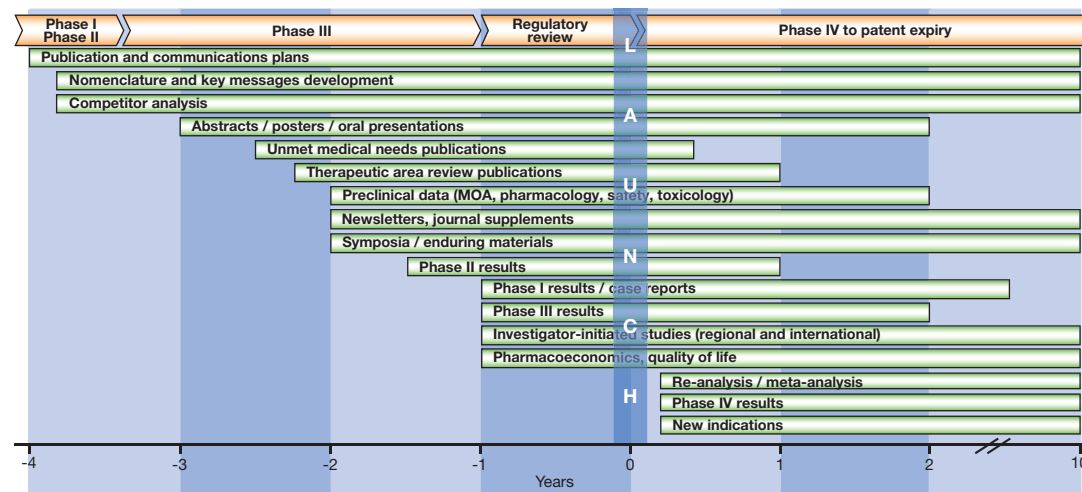 Phase I
Phase II
Phase III
Regulatory
review
Phase IV to patent expiry
L
Publication and communications plans
Nomenclature and key messages development
Competitor analysis
A
Abstracts / posters / oral presentations
Unmet medical needs publications
Therapeutic area review publications
U
Preclinical data (MOA, pharmacology, safety, toxicology)
Newsletters, journal supplements
Symposia / enduring materials
N
Phase II results
Phase I results / case reports
Phase III results
C
Investigator-initiated studies (regional and international)
Pharmacoeconomics, quality of life
Re-analysis / meta-analysis
H
Phase IV results
New indications
-4 -3 -2 -1 0 1 2 10
Years